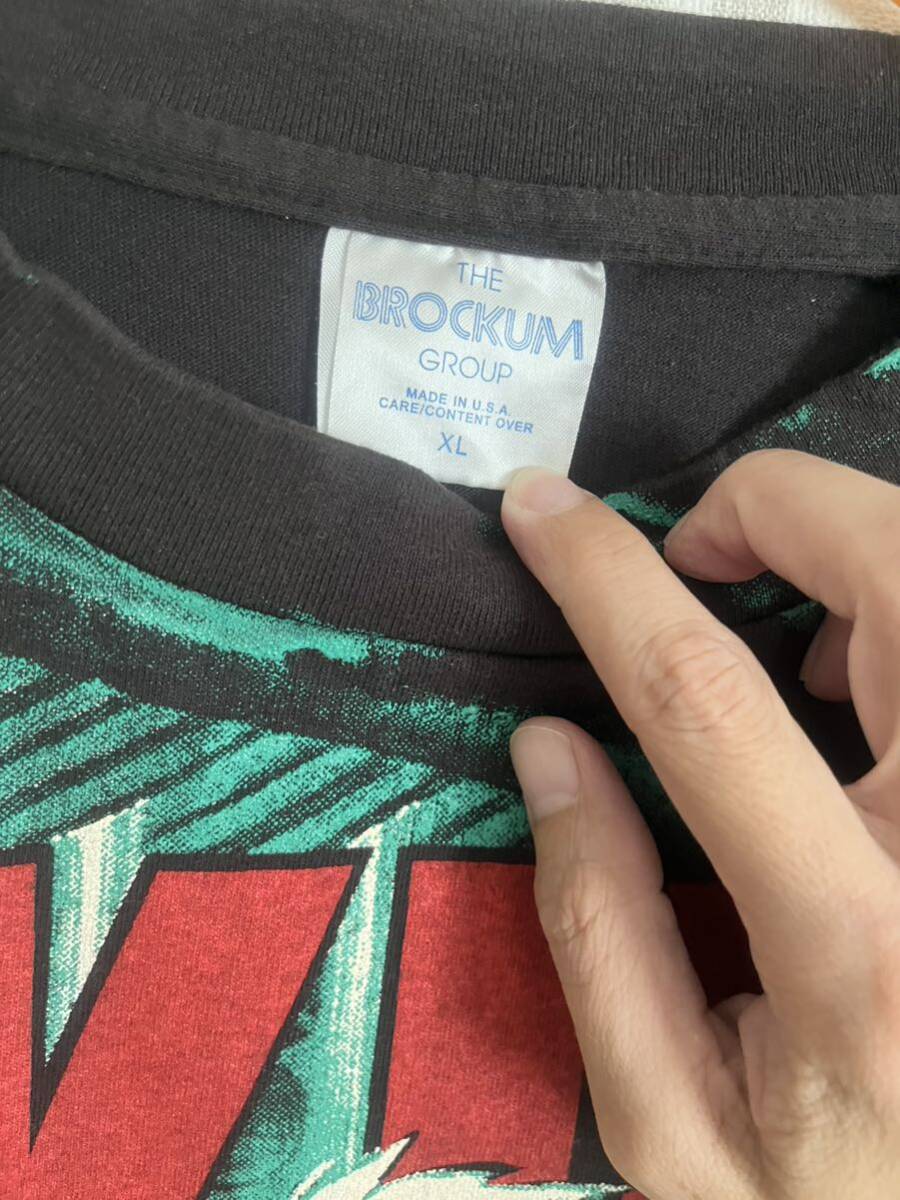 THE
BROCKUM
GROUP
MADE IN U.S.A.
CARE/CONTENT OVER
XL